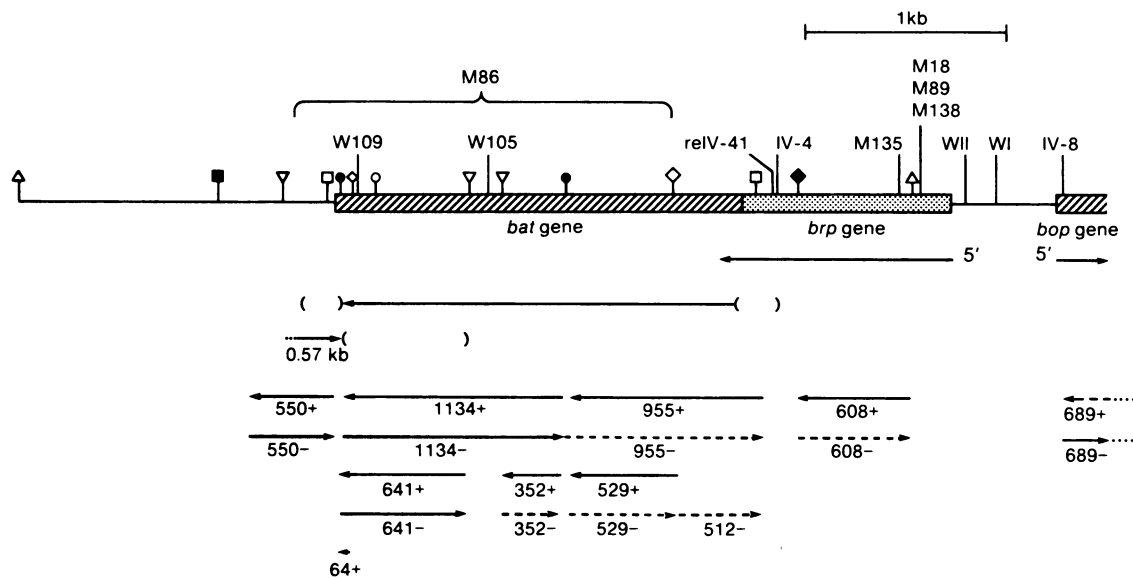 1kb
M86
M18
M89
M138
W109
W105
relV-41
IV-4
M135
WII
WI
IV-8
bat gene
brp gene
bop gene
5′
5′
( )
( )
( )
0.57 kb
550+
1134+
955+
608+
689+
550−
1134−
955−
608−
689−
641+
352+
529+
641−
352−
529−
512−
64+